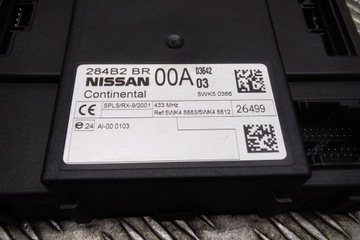 284B2 BR 00A 03642
NISSAN 03
Continental 5WK5 0366
CE SPLS/RX-9/2001 433 MHz 26499
Ref.5WK4 8883/5WK4 8812
e 24 AI-00 0103